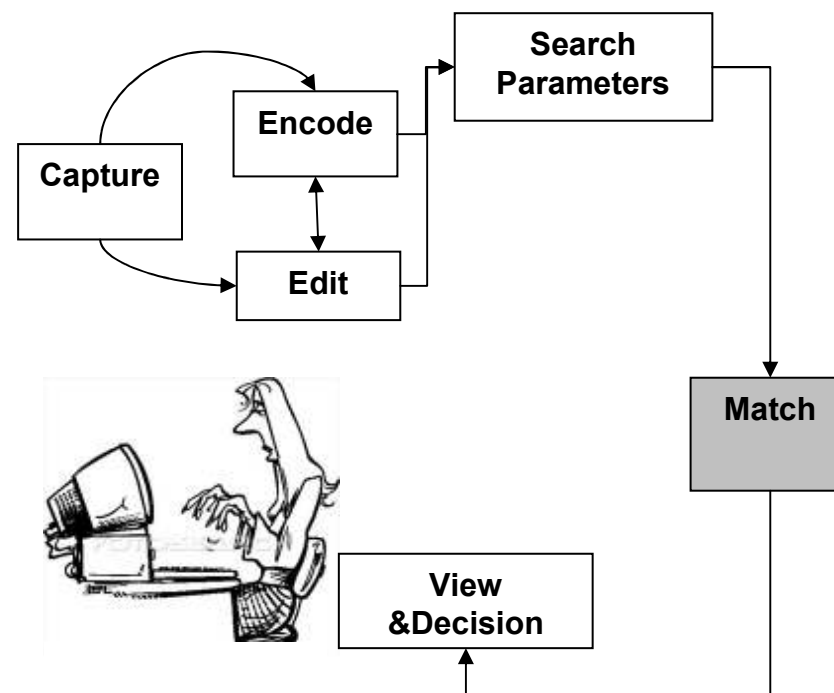 Search
Parameters
Encode
Capture
Edit
Match
View
&Decision